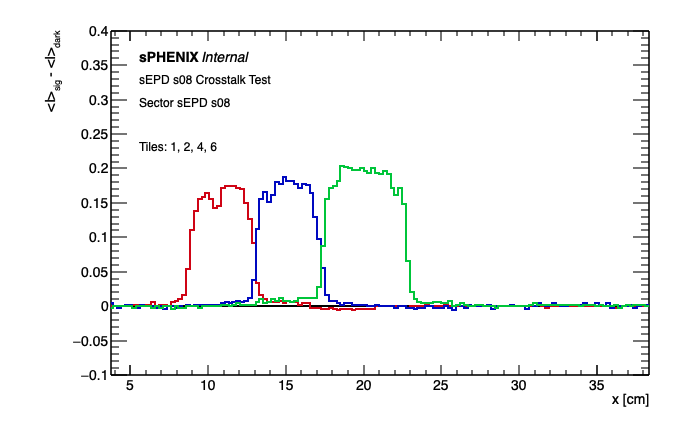 0.4
sPHENIX Internal
0.35
sEPD s08 Crosstalk Test
0.3
Sector sEPD s08
0.25
Tiles: 1, 2, 4, 6
0.2
0.15
0.1
0.05
0
−0.05
−0.1
<I>sig - <I>dark
5 10 15 20 25 30 35
x [cm]